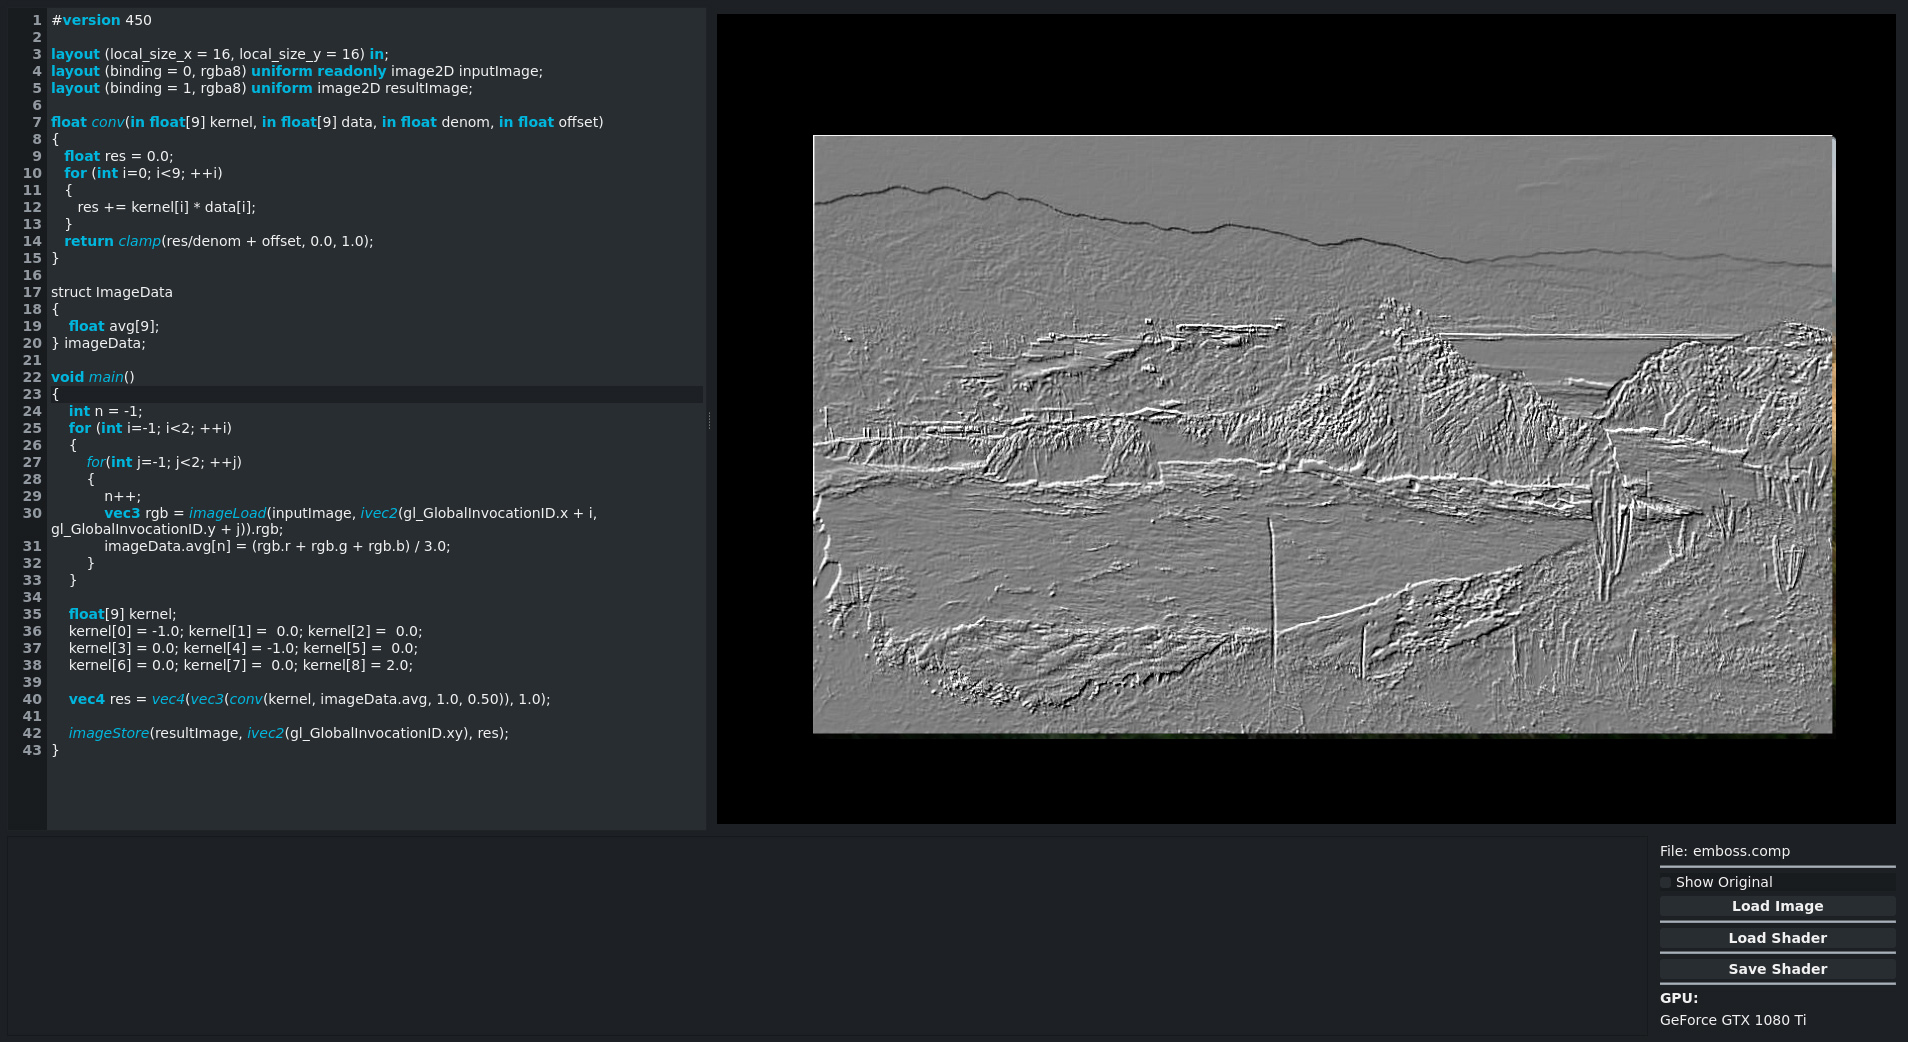 1 #version 450
2
3 layout (local_size_x = 16, local_size_y = 16) in;
4 layout (binding = 0, rgba8) uniform readonly image2D inputImage;
5 layout (binding = 1, rgba8) uniform image2D resultImage;
6
7 float conv(in float[9] kernel, in float[9] data, in float denom, in float offset)
8 {
9    float res = 0.0;
10    for (int i=0; i<9; ++i)
11    {
12       res += kernel[i] * data[i];
13    }
14    return clamp(res/denom + offset, 0.0, 1.0);
15 }
16
17 struct ImageData
18 {
19     float avg[9];
20 } imageData;
21
22 void main()
23 {
24     int n = -1;
25     for (int i=-1; i<2; ++i)
26     {
27         for(int j=-1; j<2; ++j)
28         {
29             n++;
30             vec3 rgb = imageLoad(inputImage, ivec2(gl_GlobalInvocationID.x + i,
gl_GlobalInvocationID.y + j)).rgb;
31             imageData.avg[n] = (rgb.r + rgb.g + rgb.b) / 3.0;
32         }
33     }
34
35     float[9] kernel;
36     kernel[0] = -1.0; kernel[1] =  0.0; kernel[2] =  0.0;
37     kernel[3] = 0.0; kernel[4] = -1.0; kernel[5] =  0.0;
38     kernel[6] = 0.0; kernel[7] =  0.0; kernel[8] = 2.0;
39
40     vec4 res = vec4(vec3(conv(kernel, imageData.avg, 1.0, 0.50)), 1.0);
41
42     imageStore(resultImage, ivec2(gl_GlobalInvocationID.xy), res);
43 }
File: emboss.comp
Show Original
Load Image
Load Shader
Save Shader
GPU:
GeForce GTX 1080 Ti